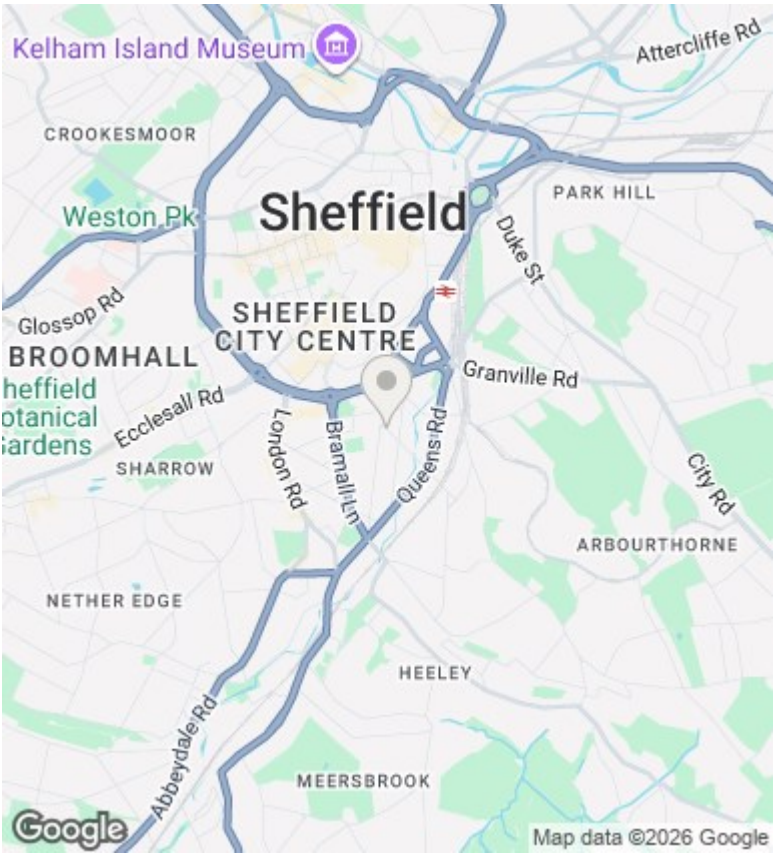 Kelham Island Museum
Attercliffe Rd
CROOKESMOOR
PARK HILL
Weston Pk
Sheffield
Duke St
Glossop Rd
SHEFFIELD
CITY CENTRE
BROOMHALL
Granville Rd
heffield
otanical
Gardens
Ecclesall Rd
London Rd
Bramall Ln
Queens Rd
SHARROW
City Rd
ARBOURTHORNE
NETHER EDGE
HEELEY
Abbeydale Rd
MEERSBROOK
Google
Map data ©2026 Google